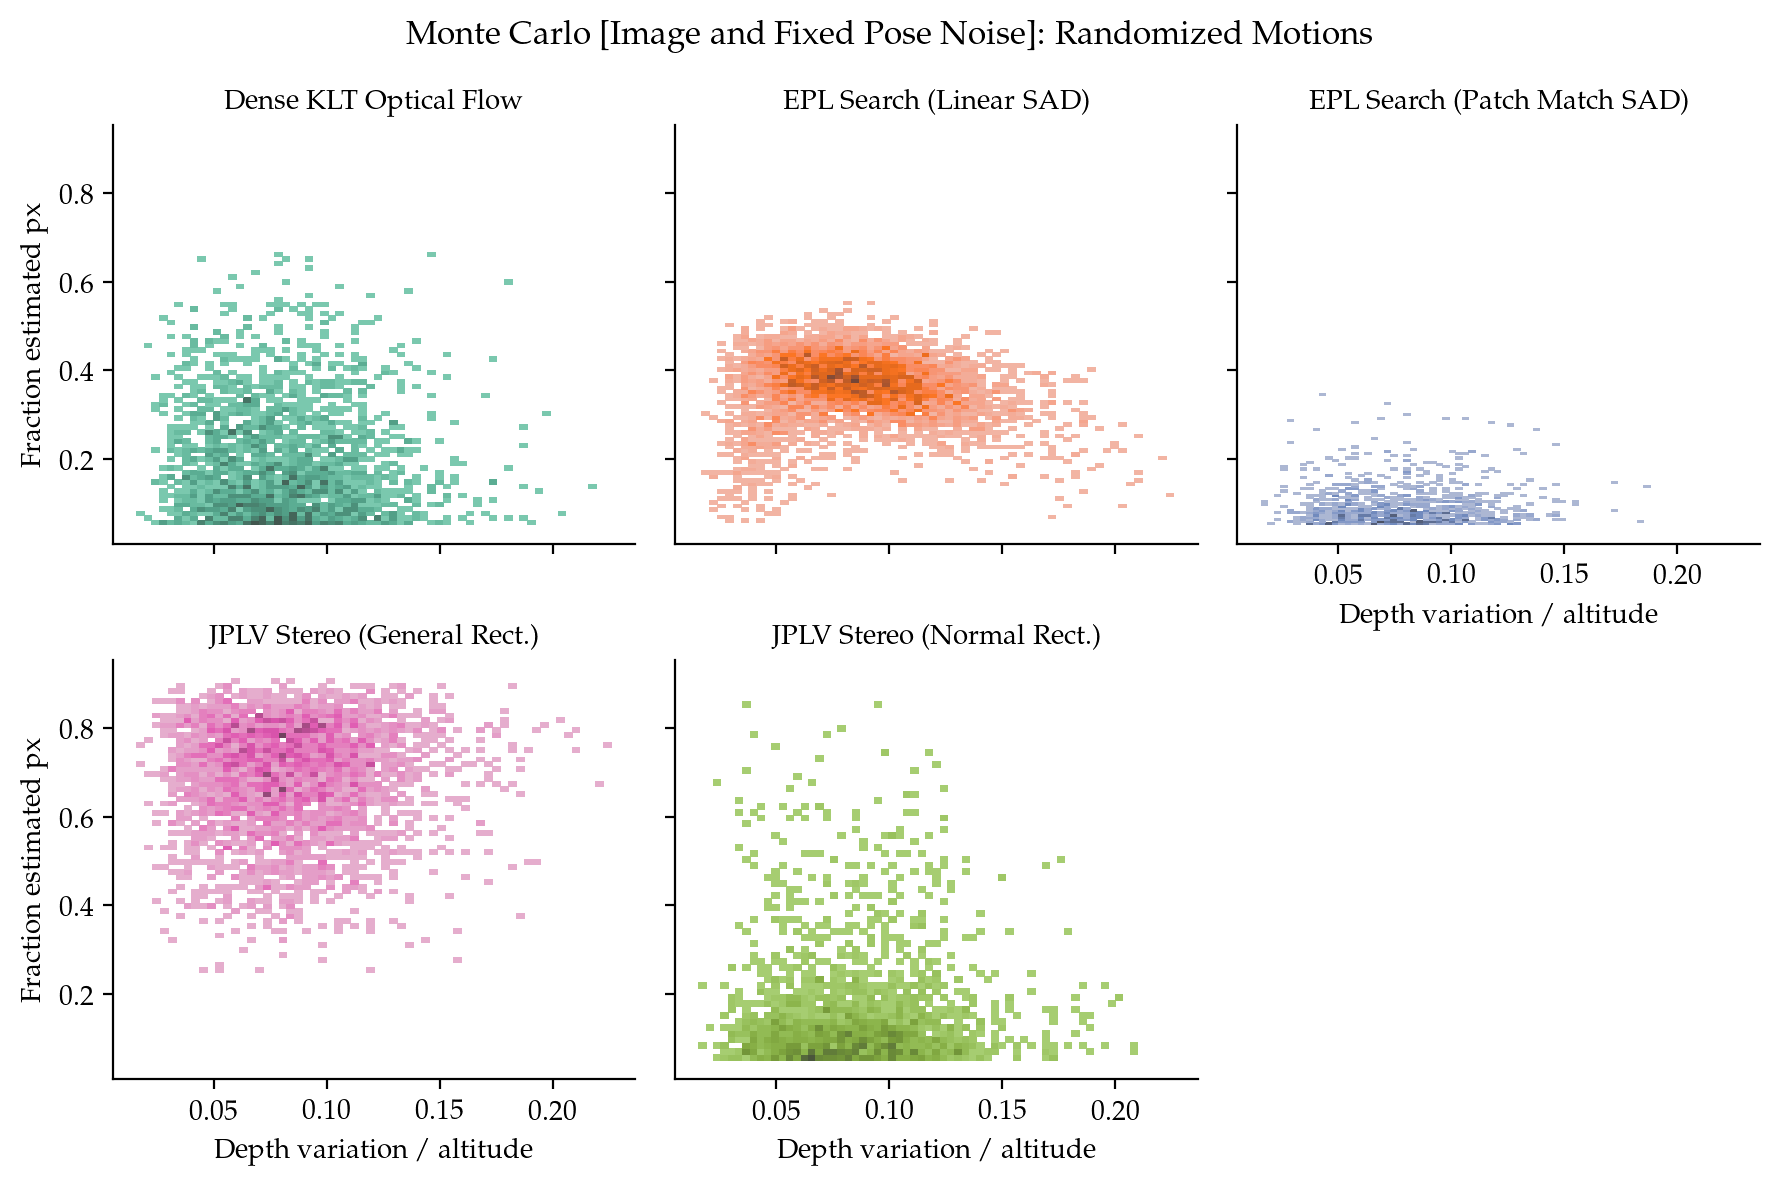 Monte Carlo [Image and Fixed Pose Noise]: Randomized Motions
Dense KLT Optical Flow
EPL Search (Linear SAD)
EPL Search (Patch Match SAD)
Fraction estimated px
0.8
0.6
0.4
0.2
0.05 0.10 0.15 0.20
Depth variation / altitude
JPLV Stereo (General Rect.)
JPLV Stereo (Normal Rect.)
Fraction estimated px
0.8
0.6
0.4
0.2
0.05 0.10 0.15 0.20
Depth variation / altitude
0.05 0.10 0.15 0.20
Depth variation / altitude